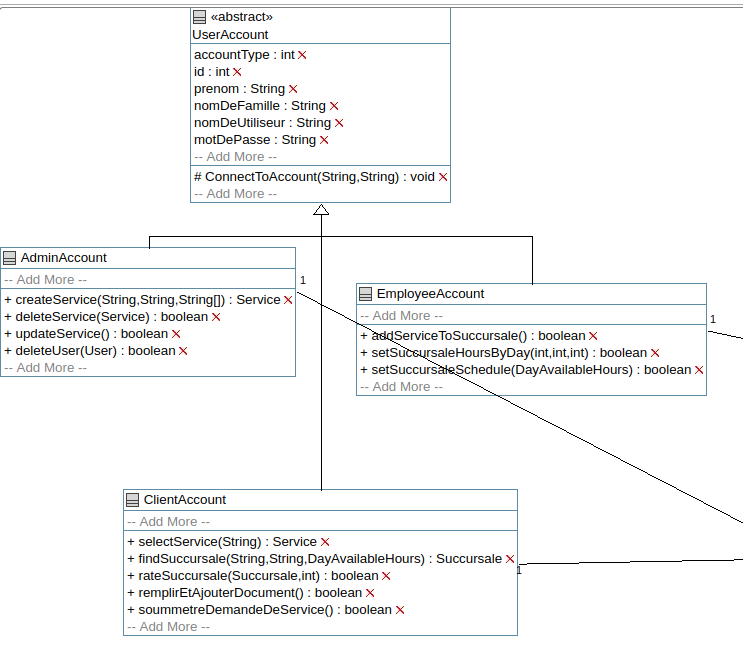 «abstract»
UserAccount
accountType : int
id : int
prenom : String
nomDeFamille : String
nomDeUtiliseur : String
motDePasse : String
-- Add More --
# ConnectToAccount(String,String) : void
-- Add More --
AdminAccount
-- Add More --
+ createService(String,String,String[]) : Service
+ deleteService(Service) : boolean
+ updateService() : boolean
+ deleteUser(User) : boolean
-- Add More --
1
EmployeeAccount
-- Add More --
+ addServiceToSuccursale() : boolean
+ setSuccursaleHoursByDay(int,int,int) : boolean
+ setSuccursaleSchedule(DayAvailableHours) : boolean
-- Add More --
1
ClientAccount
-- Add More --
+ selectService(String) : Service
+ findSuccursale(String,String,DayAvailableHours) : Succursale
+ rateSuccursale(Succursale,int) : boolean
+ remplirEtAjouterDocument() : boolean
+ soummetreDemandeDeService() : boolean
-- Add More --
1